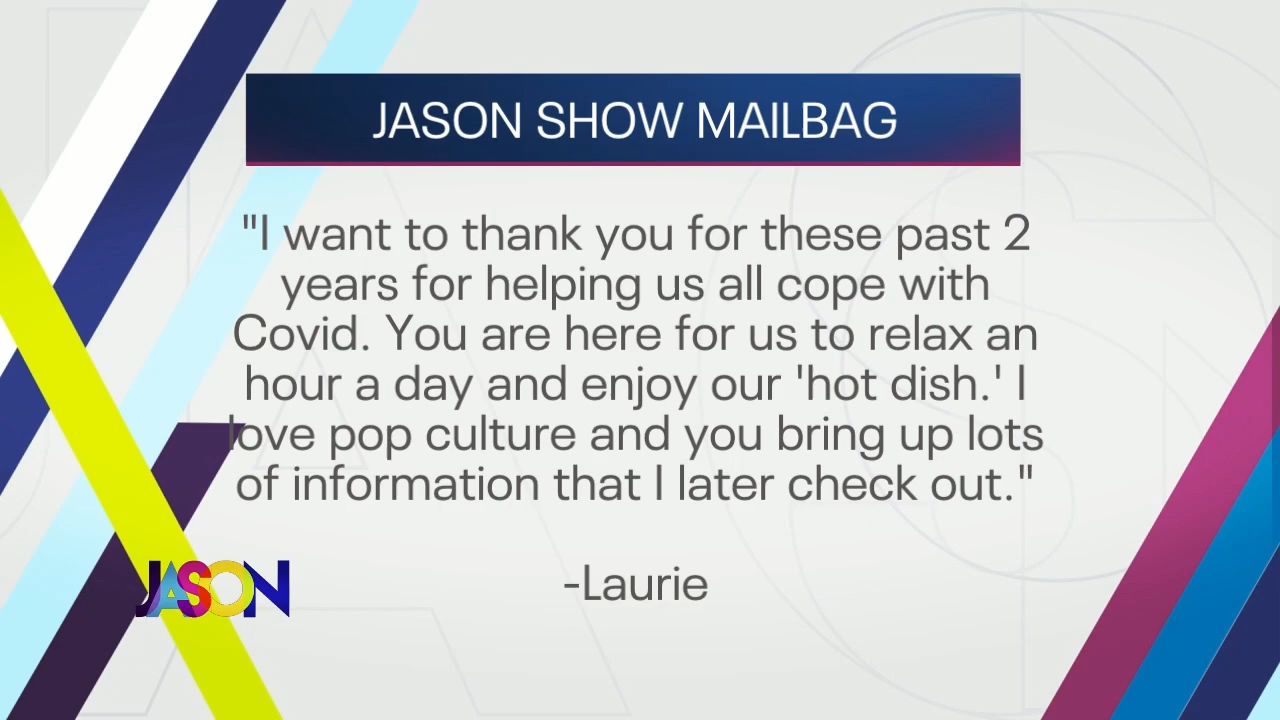 JASON SHOW MAILBAG
"I want to thank you for these past 2
years for helping us all cope with
Covid. You are here for us to relax an
hour a day and enjoy our 'hot dish.' I
love pop culture and you bring up lots
of information that I later check out."
-Laurie
JASON